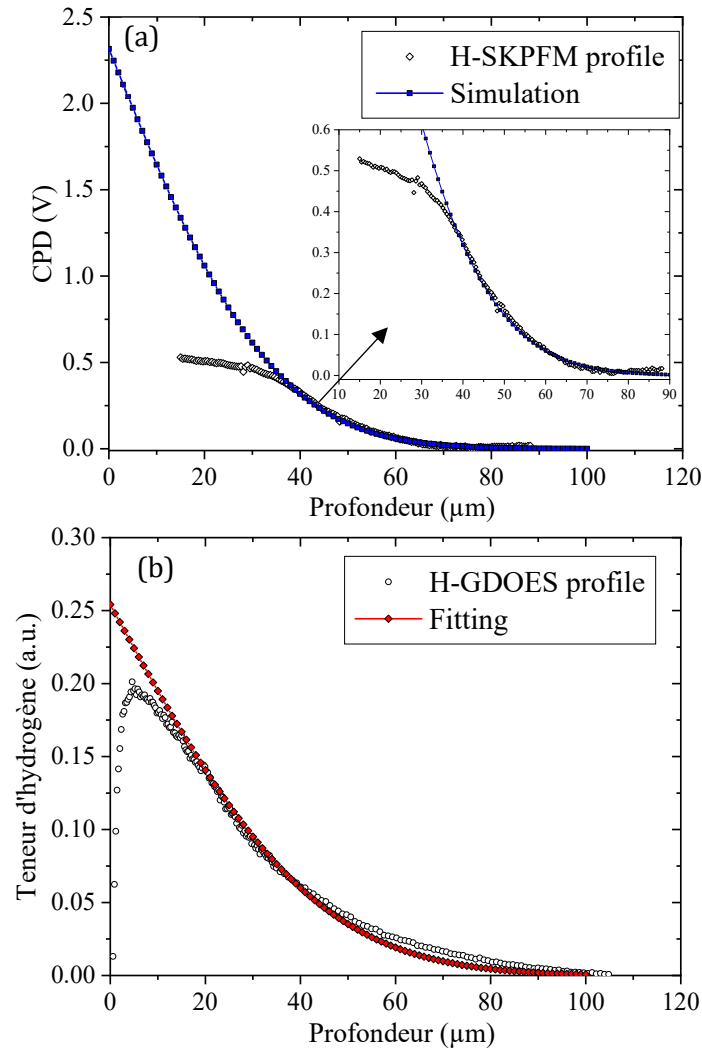 (a)
H-SKPFM profile
Simulation
CPD (V)
2.5
2.0
1.5
1.0
0.5
0.0
0 20 40 60 80 100 120
Profondeur (µm)
0.6
0.5
0.4
0.3
0.2
0.1
0.0
10 20 30 40 50 60 70 80 90
(b)
H-GDOES profile
Fitting
Teneur d'hydrogène (a.u.)
0.30
0.25
0.20
0.15
0.10
0.05
0.00
0 20 40 60 80 100 120
Profondeur (µm)